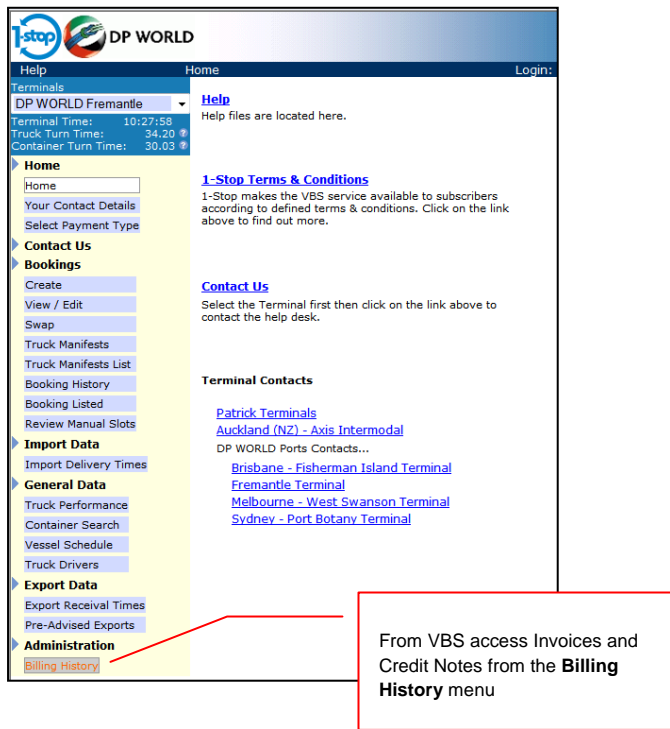 1-stop DP WORLD
Help Home Login:
Terminals
DP WORLD Fremantle
Terminal Time: 10:27:58
Truck Turn Time: 34.20
Container Turn Time: 30.03
Home
Home
Your Contact Details
Select Payment Type
Contact Us
Bookings
Create
View / Edit
Swap
Truck Manifests
Truck Manifests List
Booking History
Booking Listed
Review Manual Slots
Import Data
Import Delivery Times
General Data
Truck Performance
Container Search
Vessel Schedule
Truck Drivers
Export Data
Export Receival Times
Pre-Advised Exports
Administration
Billing History
Help
Help files are located here.
1-Stop Terms & Conditions
1-Stop makes the VBS service available to subscribers
according to defined terms & conditions. Click on the link
above to find out more.
Contact Us
Select the Terminal first then click on the link above to
contact the help desk.
Terminal Contacts
Patrick Terminals
Auckland (NZ) - Axis Intermodal
DP WORLD Ports Contacts...
Brisbane - Fisherman Island Terminal
Fremantle Terminal
Melbourne - West Swanson Terminal
Sydney - Port Botany Terminal
From VBS access Invoices and
Credit Notes from the Billing
History menu